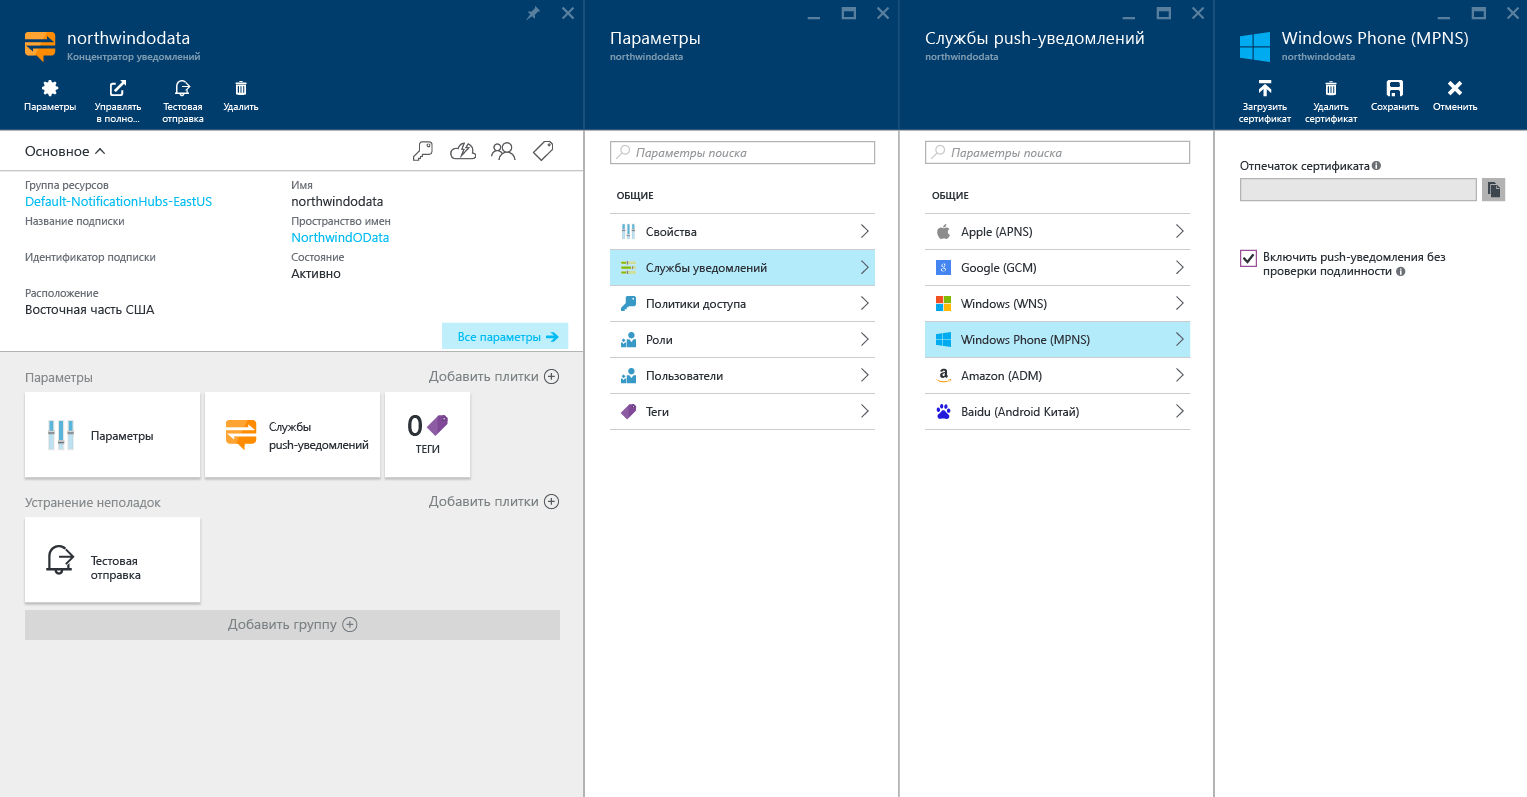 northwindodata
Концентратор уведомлений
Параметры
Управлять
в полно...
Тестовая
отправка
Удалить
Основное
Группа ресурсов
Default-NotificationHubs-EastUS
Название подписки
Идентификатор подписки
Расположение
Восточная часть США
Имя
northwindodata
Пространство имен
NorthwindOData
Состояние
Активно
Все параметры
Параметры
Добавить плитки
Параметры
Службы
push-уведомлений
0
ТЕГИ
Устранение неполадок
Добавить плитки
Тестовая
отправка
Добавить группу
Параметры
northwindodata
Параметры поиска
ОБЩИЕ
Свойства
Службы уведомлений
Политики доступа
Роли
Пользователи
Теги
Службы push-уведомлений
northwindodata
Параметры поиска
ОБЩИЕ
Apple (APNS)
Google (GCM)
Windows (WNS)
Windows Phone (MPNS)
Amazon (ADM)
Baidu (Android Китай)
Windows Phone (MPNS)
northwindodata
Загрузить
сертификат
Удалить
сертификат
Сохранить
Отменить
Отпечаток сертификата
Включить push-уведомления без
проверки подлинности